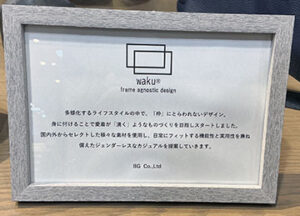 waku®
frame agnostic design
多様化するライフスタイルの中で、「枠」にとらわれないデザイン。
身に付けることで愛着が「湧く」ようなものづくりを目指しスタートしました。
国内外からセレクトした様々な素材を使用し、日常にフィットする機能性と実用性を兼ね
備えたジェンダーレスなカジュアルを提案していきます。
IIG Co.,Ltd